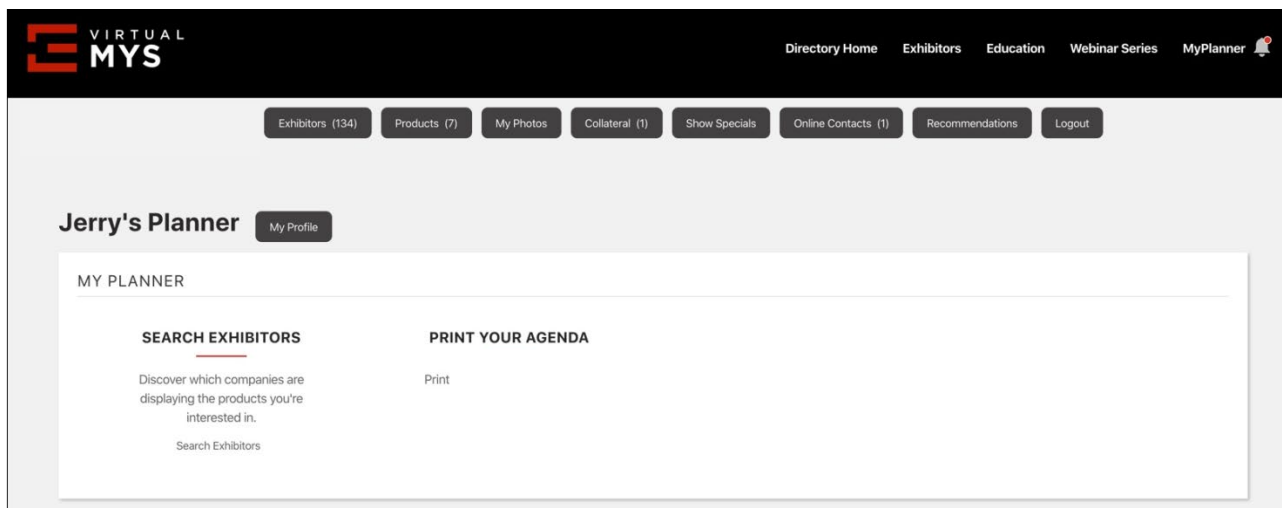 VIRTUAL
MYS
Directory Home Exhibitors Education Webinar Series MyPlanner
Exhibitors (134) Products (7) My Photos Collateral (1) Show Specials Online Contacts (1) Recommendations Logout
Jerry's Planner My Profile
MY PLANNER
SEARCH EXHIBITORS
Discover which companies are
displaying the products you're
interested in.
Search Exhibitors
PRINT YOUR AGENDA
Print